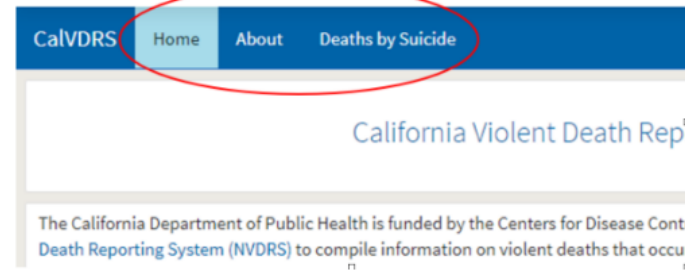 CalVDRS Home About Deaths by Suicide
California Violent Death Rep
The California Department of Public Health is funded by the Centers for Disease Cont
Death Reporting System (NVDRS) to compile information on violent deaths that occu